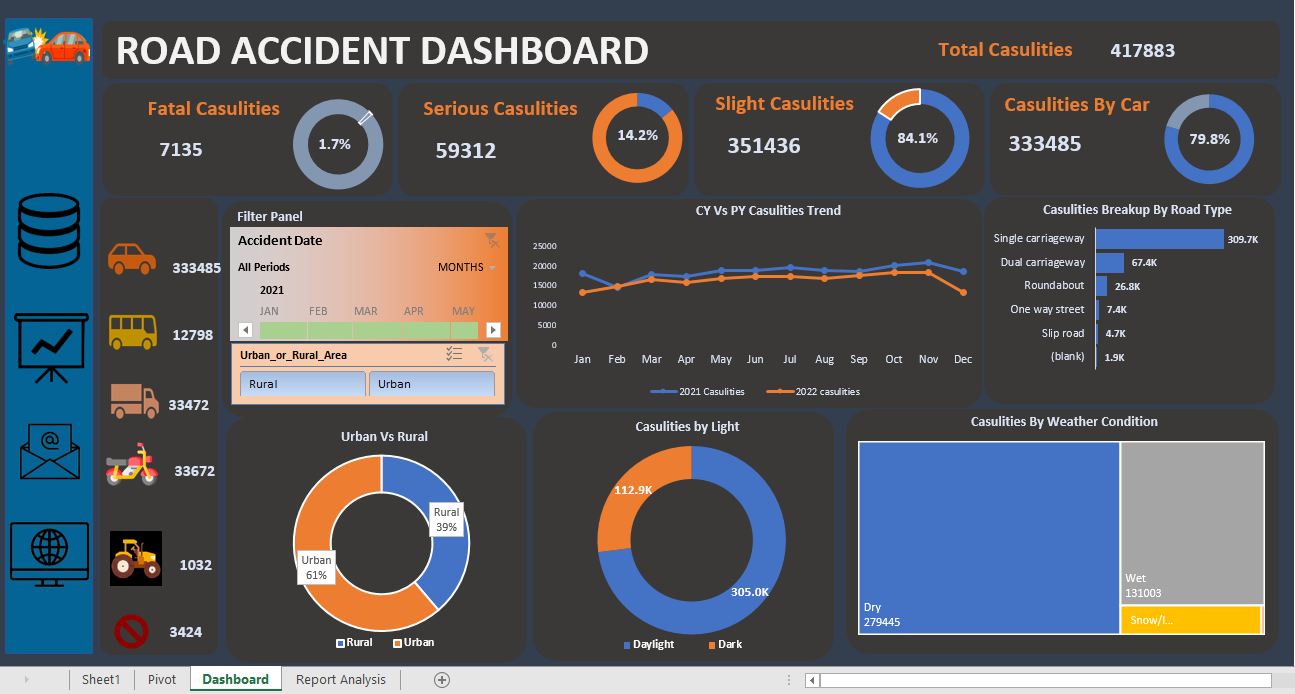 ROAD ACCIDENT DASHBOARD
Total Casulities 417883
Fatal Casulities
7135
1.7%
Serious Casulities
59312
14.2%
Slight Casulities
351436
84.1%
Casulities By Car
333485
79.8%
333485
12798
33472
33672
1032
3424
Filter Panel
Accident Date
All Periods MONTHS
2021
JAN FEB MAR APR MAY
Urban_or_Rural_Area
Rural Urban
CY Vs PY Casulities Trend
25000
20000
15000
10000
5000
0
Jan Feb Mar Apr May Jun Jul Aug Sep Oct Nov Dec
2021 Casulities 2022 casulities
Casulities Breakup By Road Type
Single carriageway 309.7K
Dual carriageway 67.4K
Roundabout 26.8K
One way street 7.4K
Slip road 4.7K
(blank) 1.9K
Urban Vs Rural
Rural
39%
Urban
61%
Rural Urban
Casulities by Light
112.9K
305.0K
Daylight Dark
Casulities By Weather Condition
Dry
279445
Wet
131003
Snow/I...
@
Sheet1 Pivot Dashboard Report Analysis